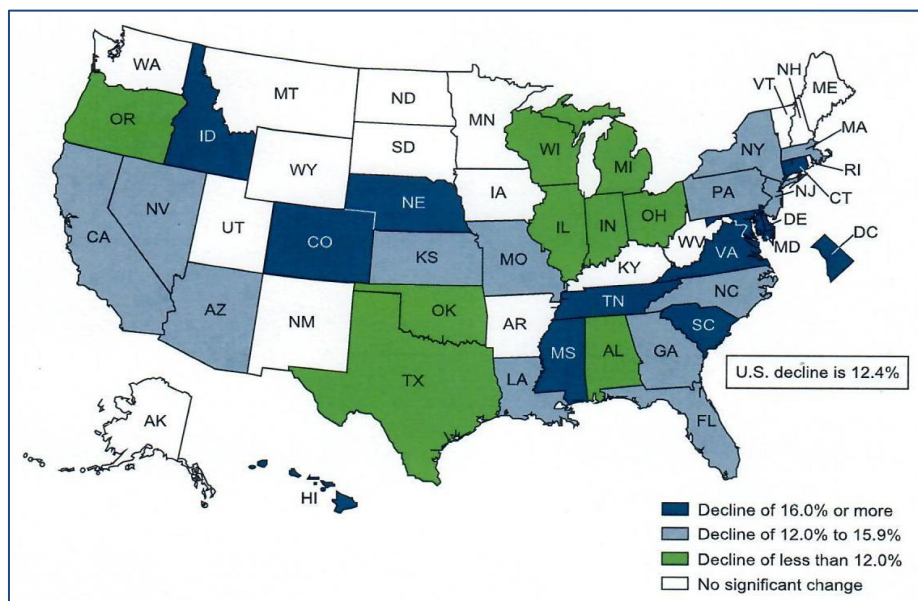 WA
MT
ND
MN
VT
NH
ME
OR
ID
SD
WI
MI
NY
MA
WY
IA
RI
NE
PA
NJ
CT
NV
UT
IL
IN
OH
DE
CA
CO
KS
MO
WV
VA
MD
DC
KY
AZ
NM
OK
AR
TN
NC
SC
TX
LA
MS
AL
GA
U.S. decline is 12.4%
FL
AK
HI
Decline of 16.0% or more
Decline of 12.0% to 15.9%
Decline of less than 12.0%
No significant change